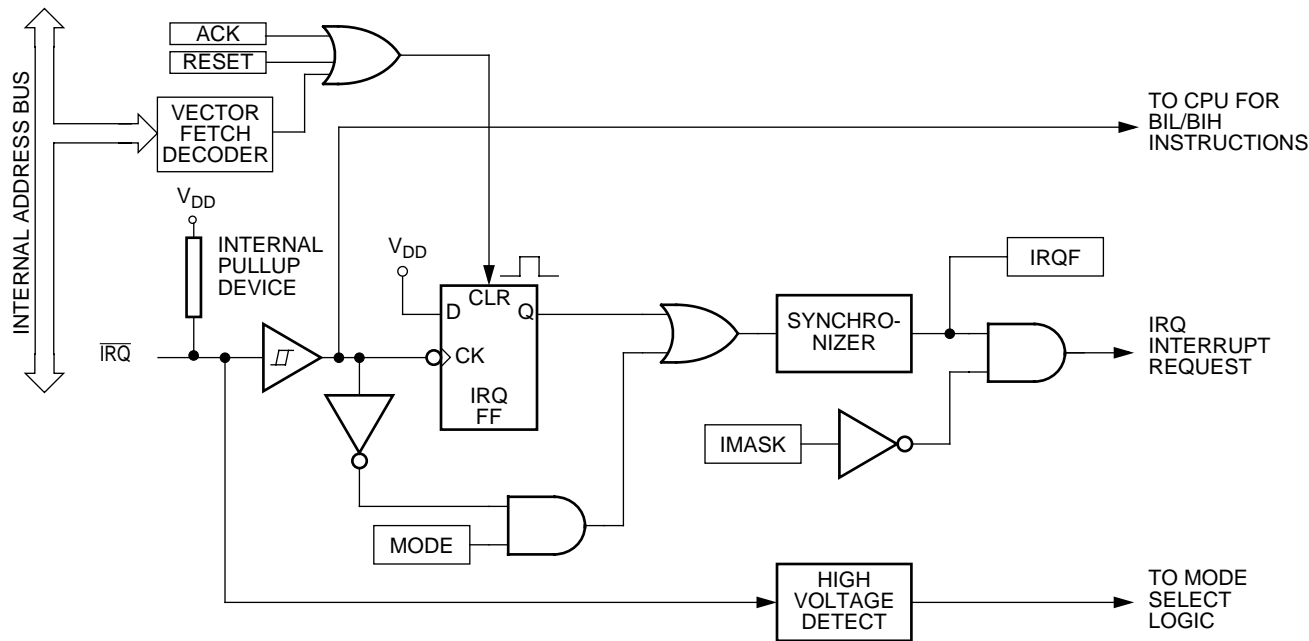 INTERNAL ADDRESS BUS
ACK
RESET
VECTOR
FETCH
DECODER
TO CPU FOR
BIL/BIH
INSTRUCTIONS
VDD
INTERNAL
PULLUP
DEVICE
VDD
CLR
D
Q
CK
IRQ
FF
IRQ
SYNCHRO-
NIZER
IRQF
IRQ
INTERRUPT
REQUEST
IMASK
MODE
HIGH
VOLTAGE
DETECT
TO MODE
SELECT
LOGIC